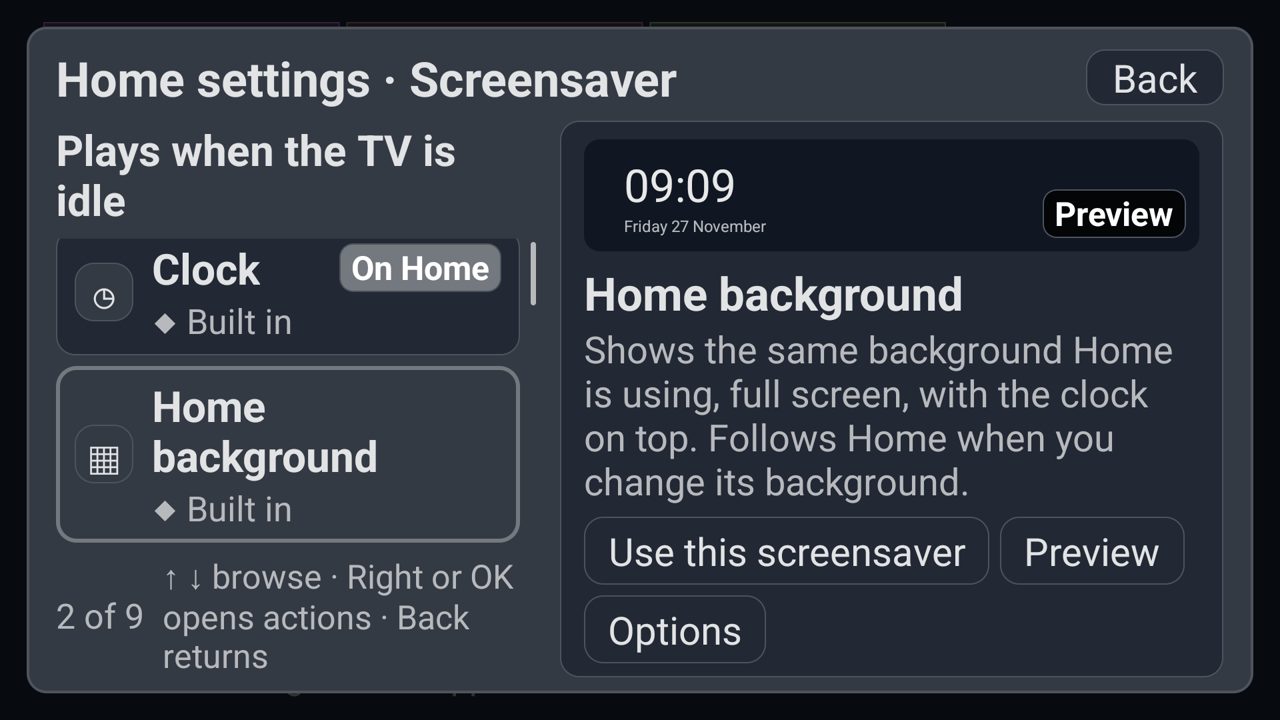 Home settings · Screensaver
Back
Plays when the TV is
idle
Clock
On Home
◆ Built in
Home
background
◆ Built in
2 of 9
↑ ↓ browse · Right or OK
opens actions · Back
returns
09:09
Friday 27 November
Preview
Home background
Shows the same background Home
is using, full screen, with the clock
on top. Follows Home when you
change its background.
Use this screensaver
Preview
Options